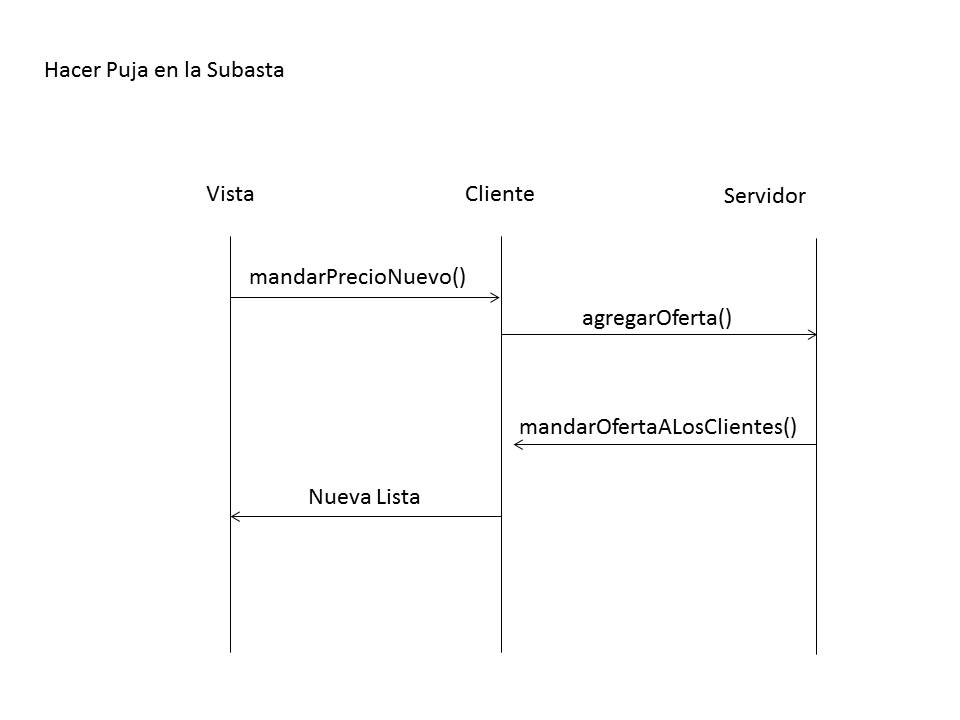 Hacer Puja en la Subasta
Vista
Cliente
Servidor
mandarPrecioNuevo()
agregarOferta()
mandarOfertaALosClientes()
Nueva Lista